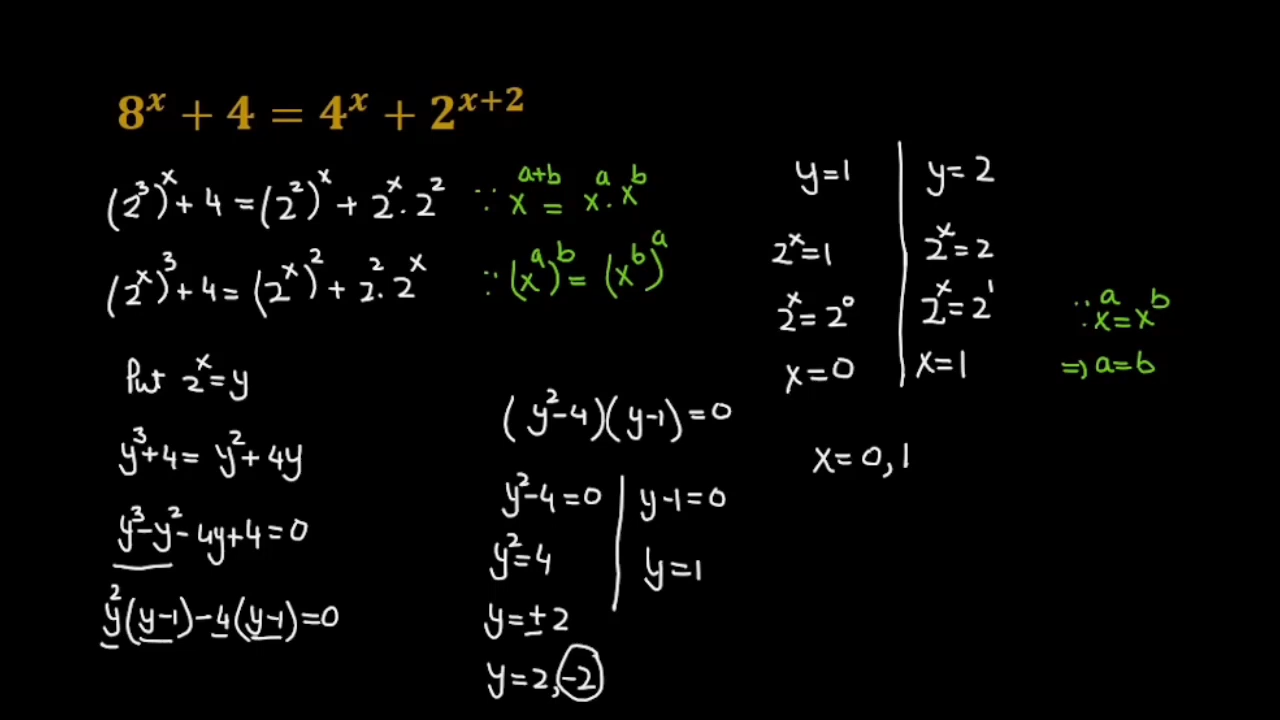 8^x + 4 = 4^x + 2^{x+2}
(2^3)^x + 4 = (2^2)^x + 2^x . 2^2
∵ x^{a+b} = x^a . x^b
(2^x)^3 + 4 = (2^x)^2 + 2^2 . 2^x
∵ (x^a)^b = (x^b)^a
Put 2^x = y
y^3 + 4 = y^2 + 4y
y^3 - y^2 - 4y + 4 = 0
y^2(y-1) - 4(y-1) = 0
(y^2 - 4)(y - 1) = 0
y^2 - 4 = 0 | y - 1 = 0
y^2 = 4 | y = 1
y = ± 2
y = 2, -2
y = 1 | y = 2
2^x = 1 | 2^x = 2
2^x = 2^0 | 2^x = 2^1
∵ x^a = x^b
x = 0 | x = 1
⇒ a = b
x = 0, 1